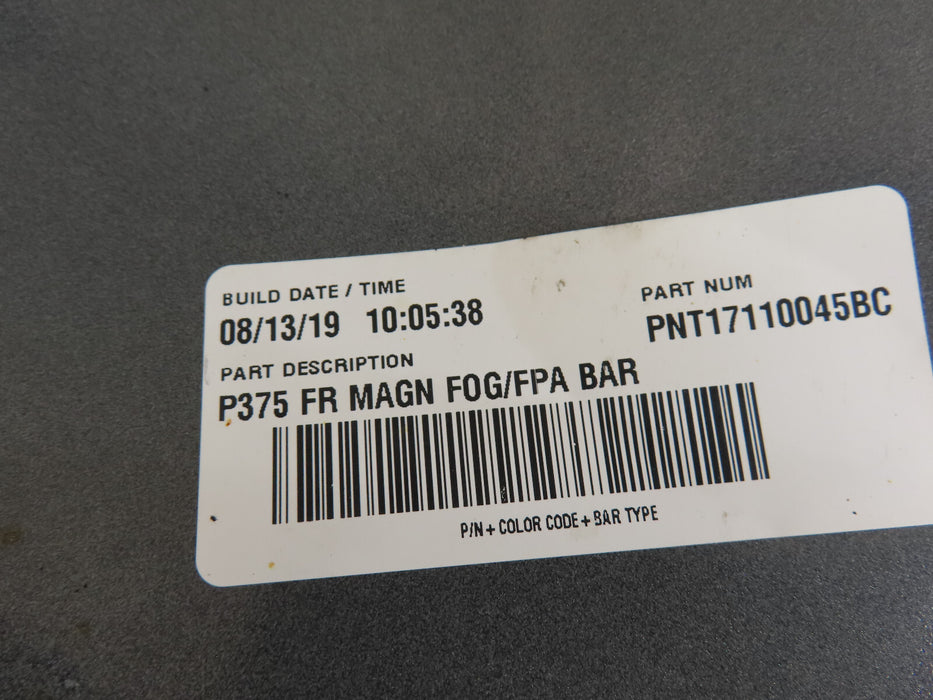 BUILD DATE / TIME
08/13/19 10:05:38
PART NUM
PNT17110045BC
PART DESCRIPTION
P375 FR MAGN FOG/FPA BAR
P/N + COLOR CODE + BAR TYPE